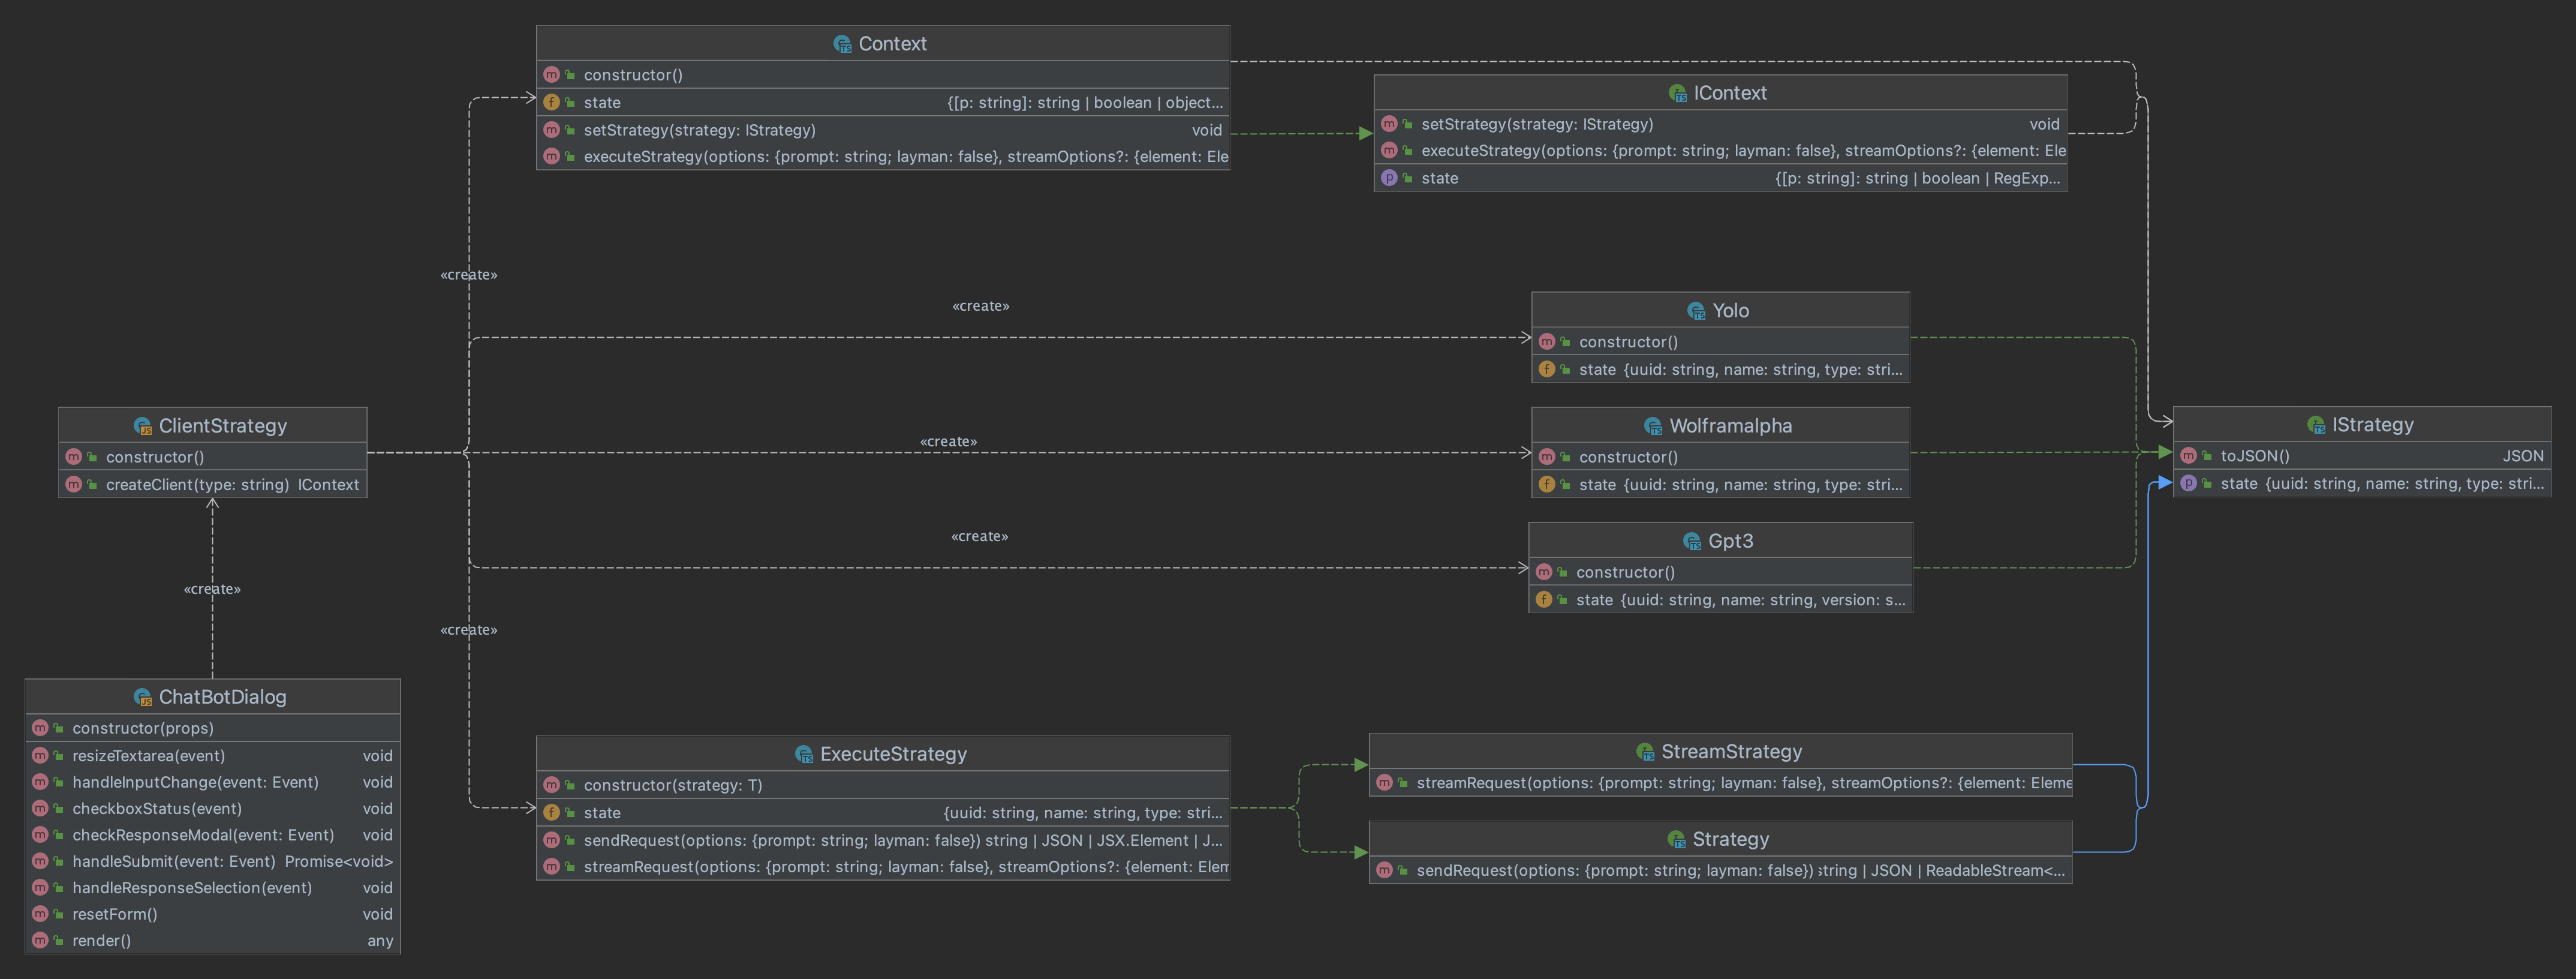 Context
constructor()
state {[p: string]: string | boolean | object...
setStrategy(strategy: IStrategy) void
executeStrategy(options: {prompt: string; layman: false}, streamOptions?: {element: Ele
IContext
setStrategy(strategy: IStrategy) void
executeStrategy(options: {prompt: string; layman: false}, streamOptions?: {element: Ele
state {[p: string]: string | boolean | RegExp...
«create»
«create»
Yolo
constructor()
state {uuid: string, name: string, type: stri...
ClientStrategy
constructor()
createClient(type: string) IContext
«create»
Wolframalpha
constructor()
state {uuid: string, name: string, type: stri...
IStrategy
toJSON() JSON
state {uuid: string, name: string, type: stri...
«create»
Gpt3
constructor()
state {uuid: string, name: string, version: s...
«create»
«create»
ChatBotDialog
constructor(props)
resizeTextarea(event) void
handleInputChange(event: Event) void
checkboxStatus(event) void
checkResponseModal(event: Event) void
handleSubmit(event: Event) Promise<void>
handleResponseSelection(event) void
resetForm() void
render() any
ExecuteStrategy
constructor(strategy: T)
state {uuid: string, name: string, type: stri...
sendRequest(options: {prompt: string; layman: false}) string | JSON | JSX.Element | J...
streamRequest(options: {prompt: string; layman: false}, streamOptions?: {element: Elem
StreamStrategy
streamRequest(options: {prompt: string; layman: false}, streamOptions?: {element: Eleme
Strategy
sendRequest(options: {prompt: string; layman: false}) string | JSON | ReadableStream<...